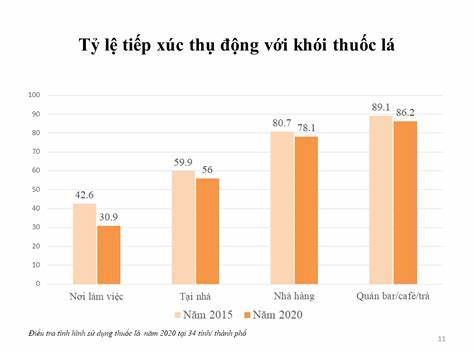 Tỷ lệ tiếp xúc thụ động với khói thuốc lá
100
90
80
70
60
50
40
30
20
10
0
42.6
30.9
59.9
56
80.7
78.1
89.1
86.2
Nơi làm việc
Tại nhà
Nhà hàng
Quán bar/cafê/trà
Năm 2015
Năm 2020
Điều tra tình hình sử dụng thuốc lá năm 2020 tại 34 tỉnh/ thành phố
11